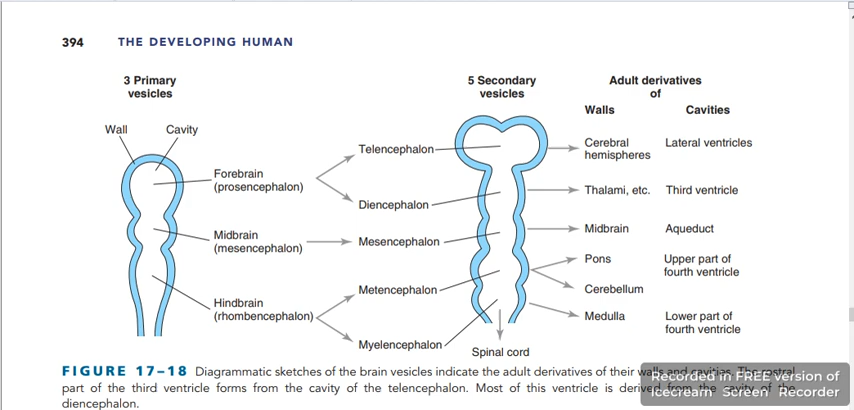 394 THE DEVELOPING HUMAN
3 Primary
vesicles
5 Secondary
vesicles
Adult derivatives
of
Walls Cavities
Wall Cavity
Forebrain
(prosencephalon)
Midbrain
(mesencephalon)
Hindbrain
(rhombencephalon)
Telencephalon
Diencephalon
Mesencephalon
Metencephalon
Myelencephalon
Spinal cord
Cerebral
hemispheres
Lateral ventricles
Thalami, etc. Third ventricle
Midbrain Aqueduct
Pons
Upper part of
fourth ventricle
Cerebellum
Medulla
Lower part of
fourth ventricle
FIGURE 17–18 Diagrammatic sketches of the brain vesicles indicate the adult derivatives of their walls and cavities. The rostral
part of the third ventricle forms from the cavity of the telencephalon. Most of this ventricle is derived from the cavity of the
diencephalon.
Recorded in FREE version of
Icecream Screen Recorder